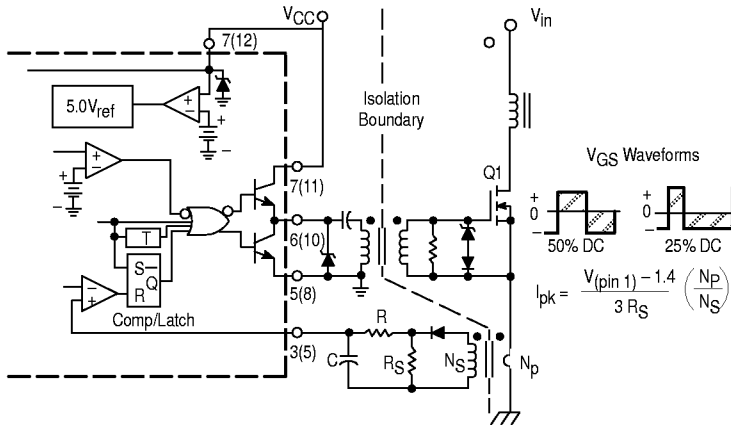 VCC
Vin
7(12)
5.0Vref
+
–
+
–
Isolation
Boundary
+
–
+
–
7(11)
Q1
VGS Waveforms
6(10)
+
0
–
50% DC
+
0
–
25% DC
T
S
Q
R
–
+
5(8)
Comp/Latch
Ipk = V(pin 1) – 1.4 / 3 RS (NP / NS)
3(5)
R
C
RS
NS
Np